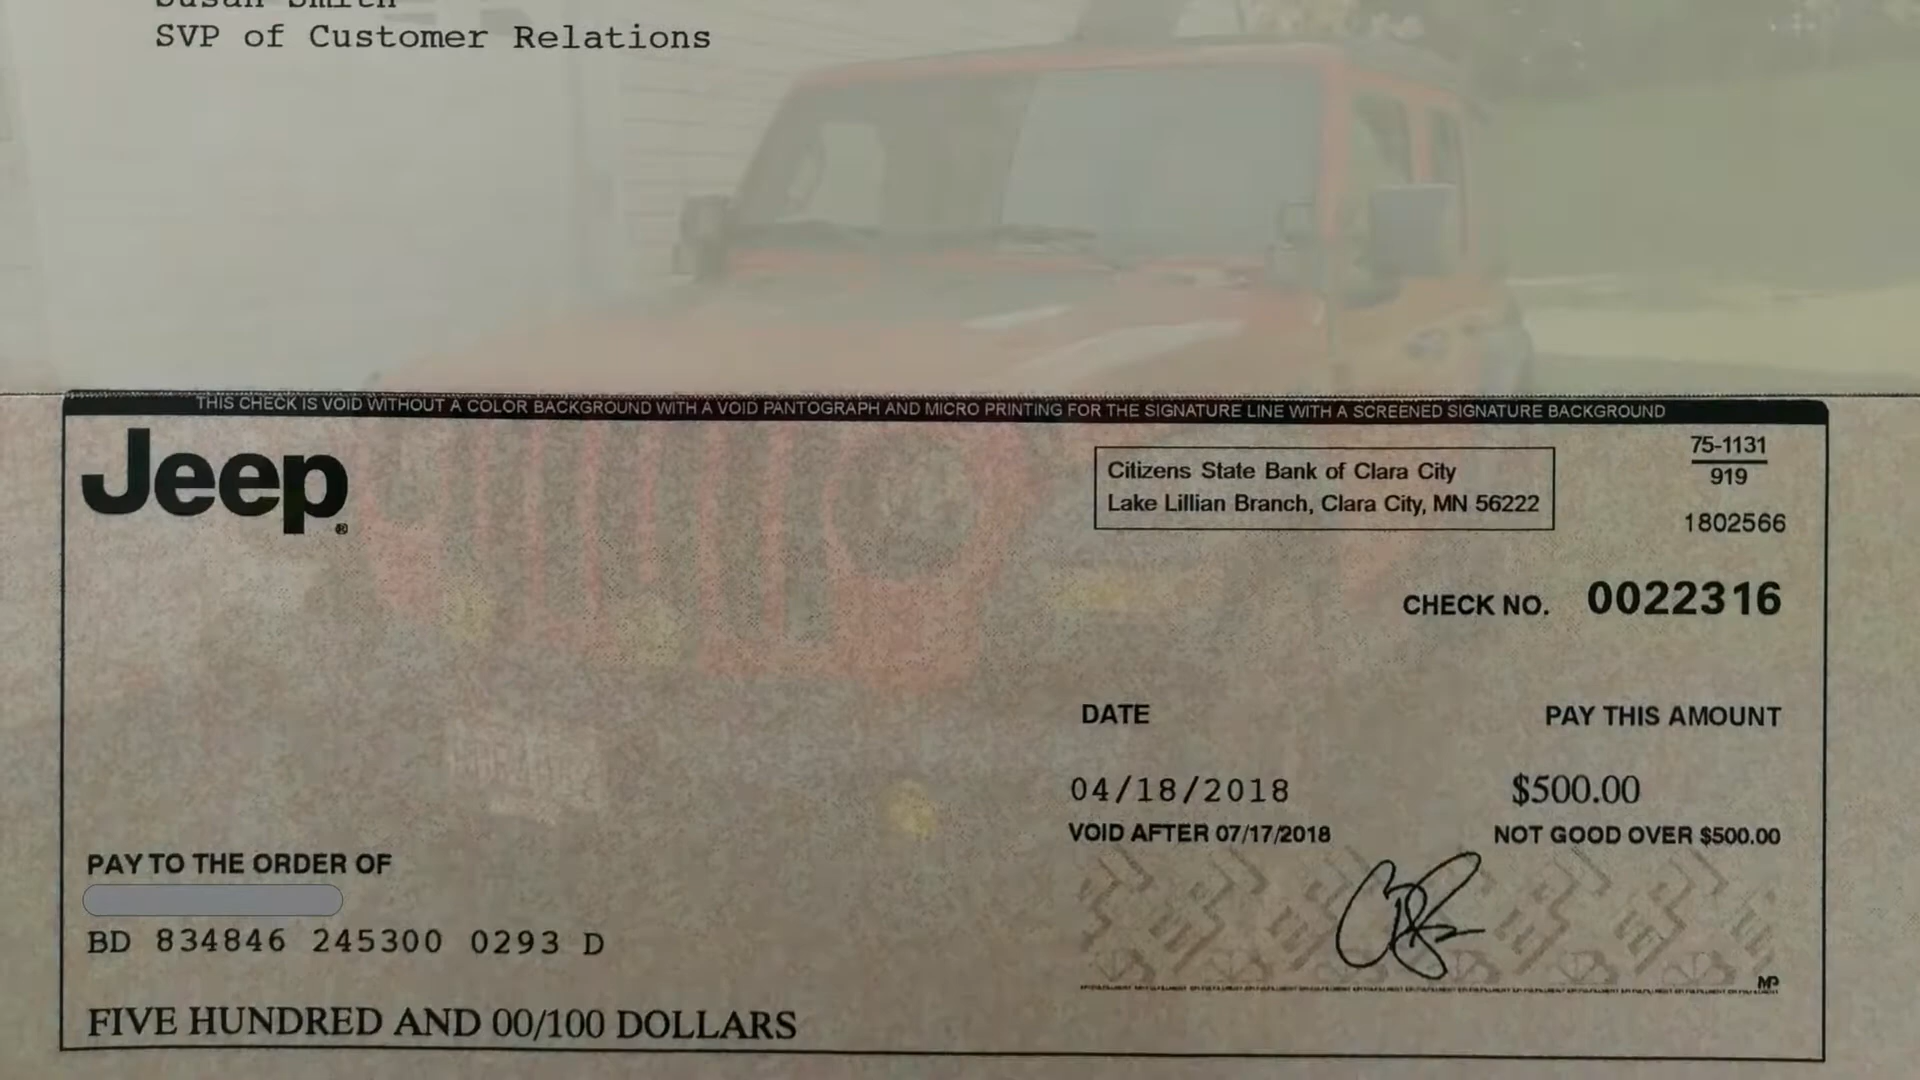 Susan Smith
SVP of Customer Relations
THIS CHECK IS VOID WITHOUT A COLOR BACKGROUND WITH A VOID PANTOGRAPH AND MICRO PRINTING FOR THE SIGNATURE LINE WITH A SCREENED SIGNATURE BACKGROUND
Jeep®
Citizens State Bank of Clara City
Lake Lillian Branch, Clara City, MN 56222
75-1131
919
1802566
CHECK NO. 0022316
DATE
PAY THIS AMOUNT
04/18/2018
$500.00
VOID AFTER 07/17/2018
NOT GOOD OVER $500.00
PAY TO THE ORDER OF
BD 834846 245300 0293 D
MP
FIVE HUNDRED AND 00/100 DOLLARS